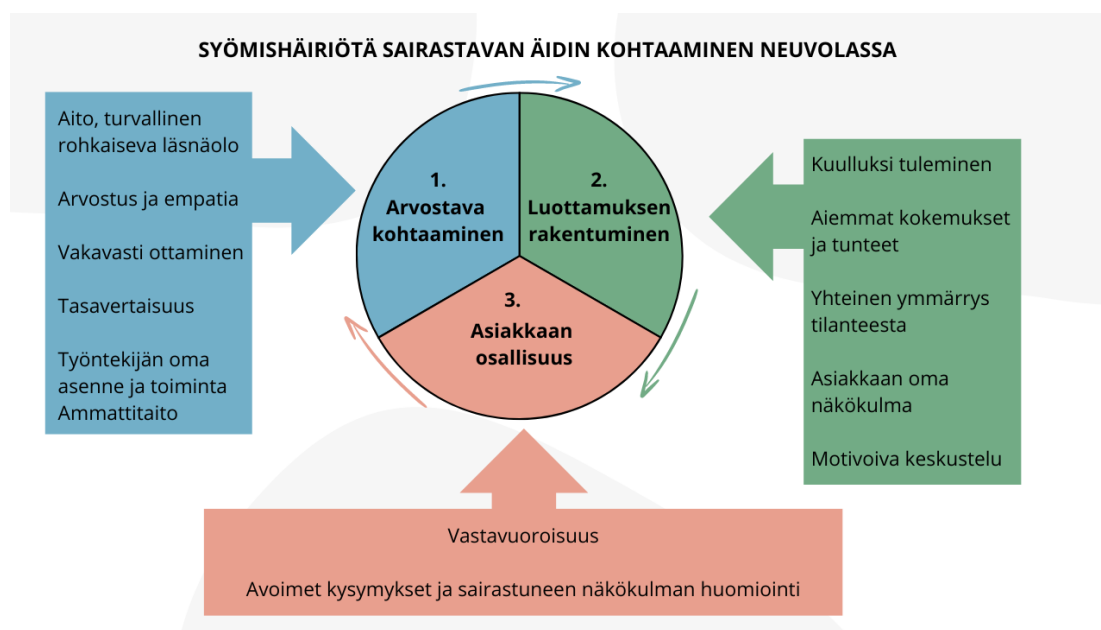 SYÖMISHÄIRIÖTÄ SAIRASTAVAN ÄIDIN KOHTAAMINEN NEUVOLASSA
Aito, turvallinen
rohkaiseva läsnäolo
Arvostus ja empatia
Vakavasti ottaminen
Tasavertaisuus
Työntekijän oma
asenne ja toiminta
Ammattitaito
1.
Arvostava
kohtaaminen
2.
Luottamuksen
rakentuminen
3.
Asiakkaan
osallisuus
Kuulluksi tuleminen
Aiemmat kokemukset
ja tunteet
Yhteinen ymmärrys
tilanteesta
Asiakkaan oma
näkökulma
Motivoiva keskustelu
Vastavuoroisuus
Avoimet kysymykset ja sairastuneen näkökulman huomiointi